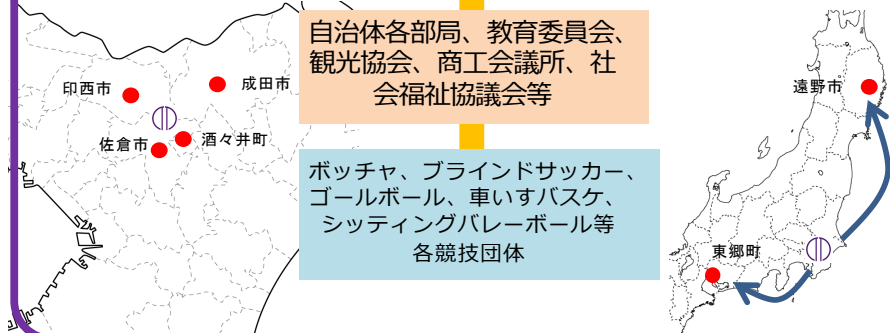 印西市
成田市
佐倉市
酒々井町
自治体各部局、教育委員会、
観光協会、商工会議所、社
会福祉協議会等
ボッチャ、ブラインドサッカー、
ゴールボール、車いすバスケ、
シッティングバレーボール等
各競技団体
遠野市
東郷町